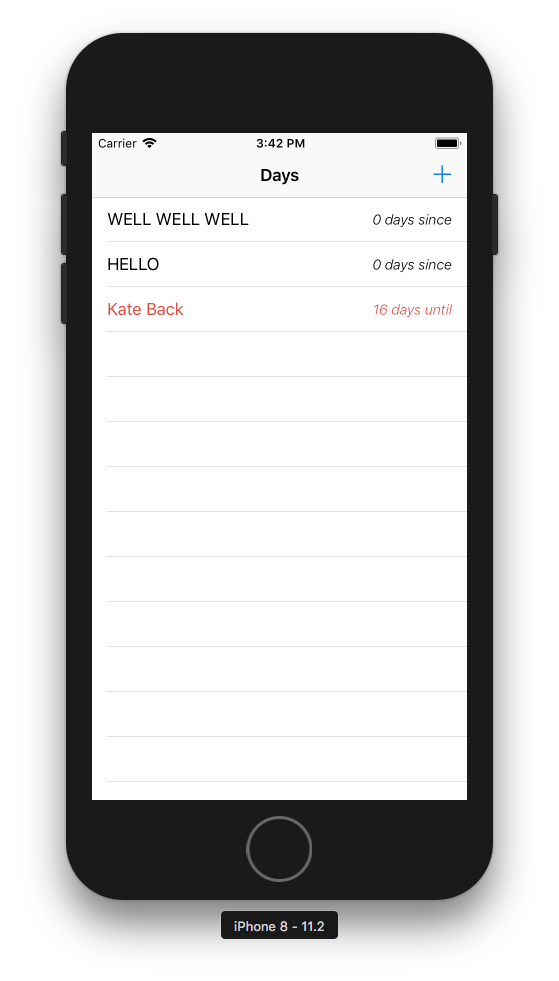 Carrier 3:42 PM
Days +
WELL WELL WELL 0 days since
HELLO 0 days since
Kate Back 16 days until
iPhone 8 - 11.2